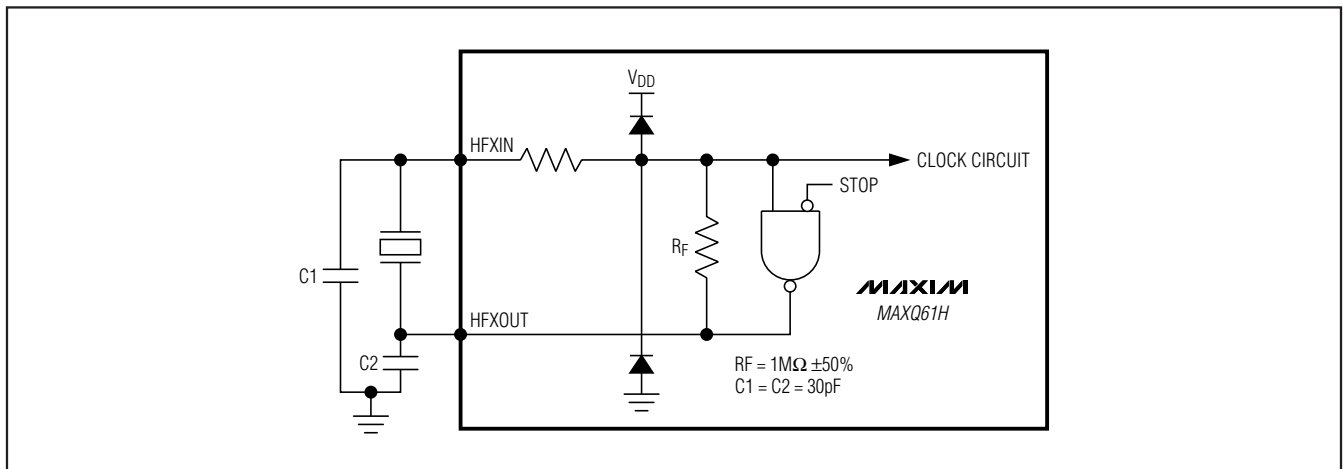 VDD
HFXIN
CLOCK CIRCUIT
STOP
RF
C1
MAXIM
MAXQ61H
HFXOUT
C2
RF = 1MΩ ±50%
C1 = C2 = 30pF